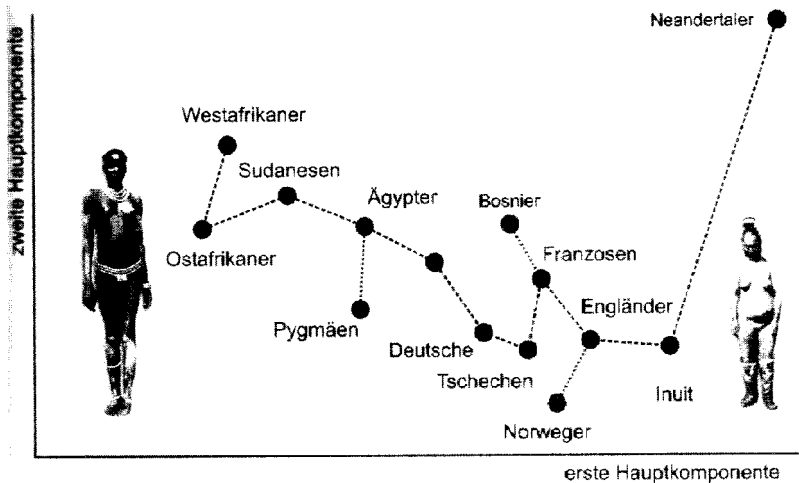 zweite Hauptkomponente
Neandertaler
Westafrikaner
Sudanesen
Ägypter
Bosnier
Ostafrikaner
Franzosen
Pygmäen
Engländer
Deutsche
Tschechen
Inuit
Norweger
erste Hauptkomponente